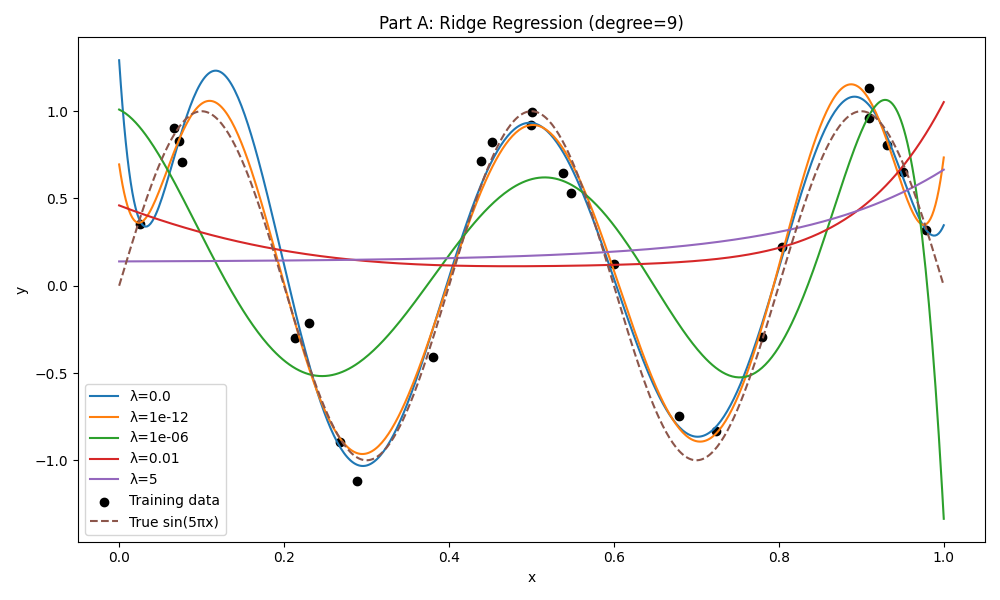 Part A: Ridge Regression (degree=9)
y
1.0
0.5
0.0
−0.5
−1.0
λ=0.0
λ=1e-12
λ=1e-06
λ=0.01
λ=5
Training data
True sin(5πx)
0.0 0.2 0.4 0.6 0.8 1.0
x